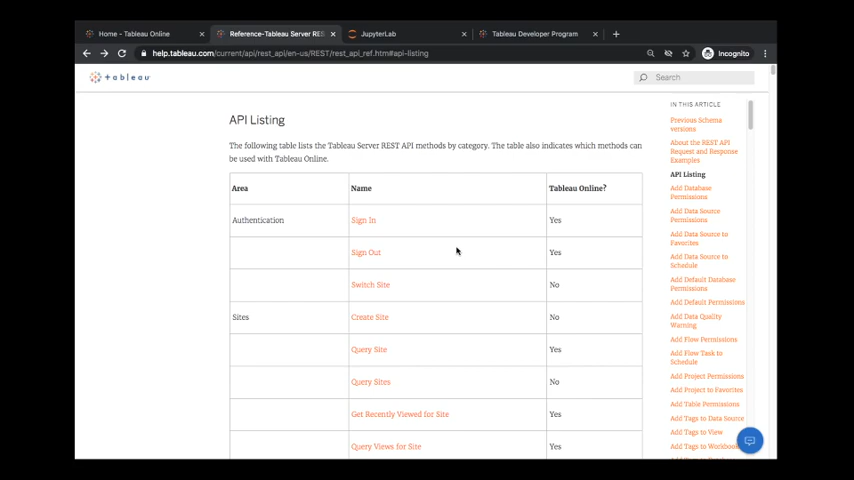 Home - Tableau Online
Reference-Tableau Server RES
JupyterLab
Tableau Developer Program
help.tableau.com/current/api/rest_api/en-us/REST/rest_api_ref.htm#api-listing
Incognito
+ a b l e a u
Search
API Listing
The following table lists the Tableau Server REST API methods by category. The table also indicates which methods can
be used with Tableau Online.
Area Name Tableau Online?
Authentication Sign In Yes
Sign Out Yes
Switch Site No
Sites Create Site No
Query Site Yes
Query Sites No
Get Recently Viewed for Site Yes
Query Views for Site Yes
IN THIS ARTICLE
Previous Schema
versions
About the REST API
Request and Response
Examples
API Listing
Add Database
Permissions
Add Data Source
Permissions
Add Data Source to
Favorites
Add Data Source to
Schedule
Add Default Database
Permissions
Add Default Permissions
Add Data Quality
Warning
Add Flow Permissions
Add Flow Task to
Schedule
Add Project Permissions
Add Project to Favorites
Add Table Permissions
Add Tags to Data Source
Add Tags to View
Add Tags to Workbook